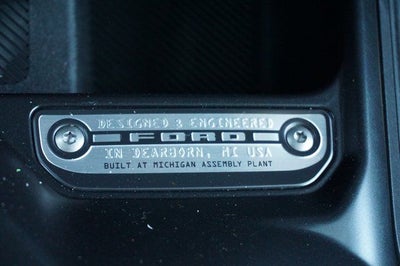 DESIGNED & ENGINEERED
FORD
IN DEARBORN, MI USA
BUILT AT MICHIGAN ASSEMBLY PLANT